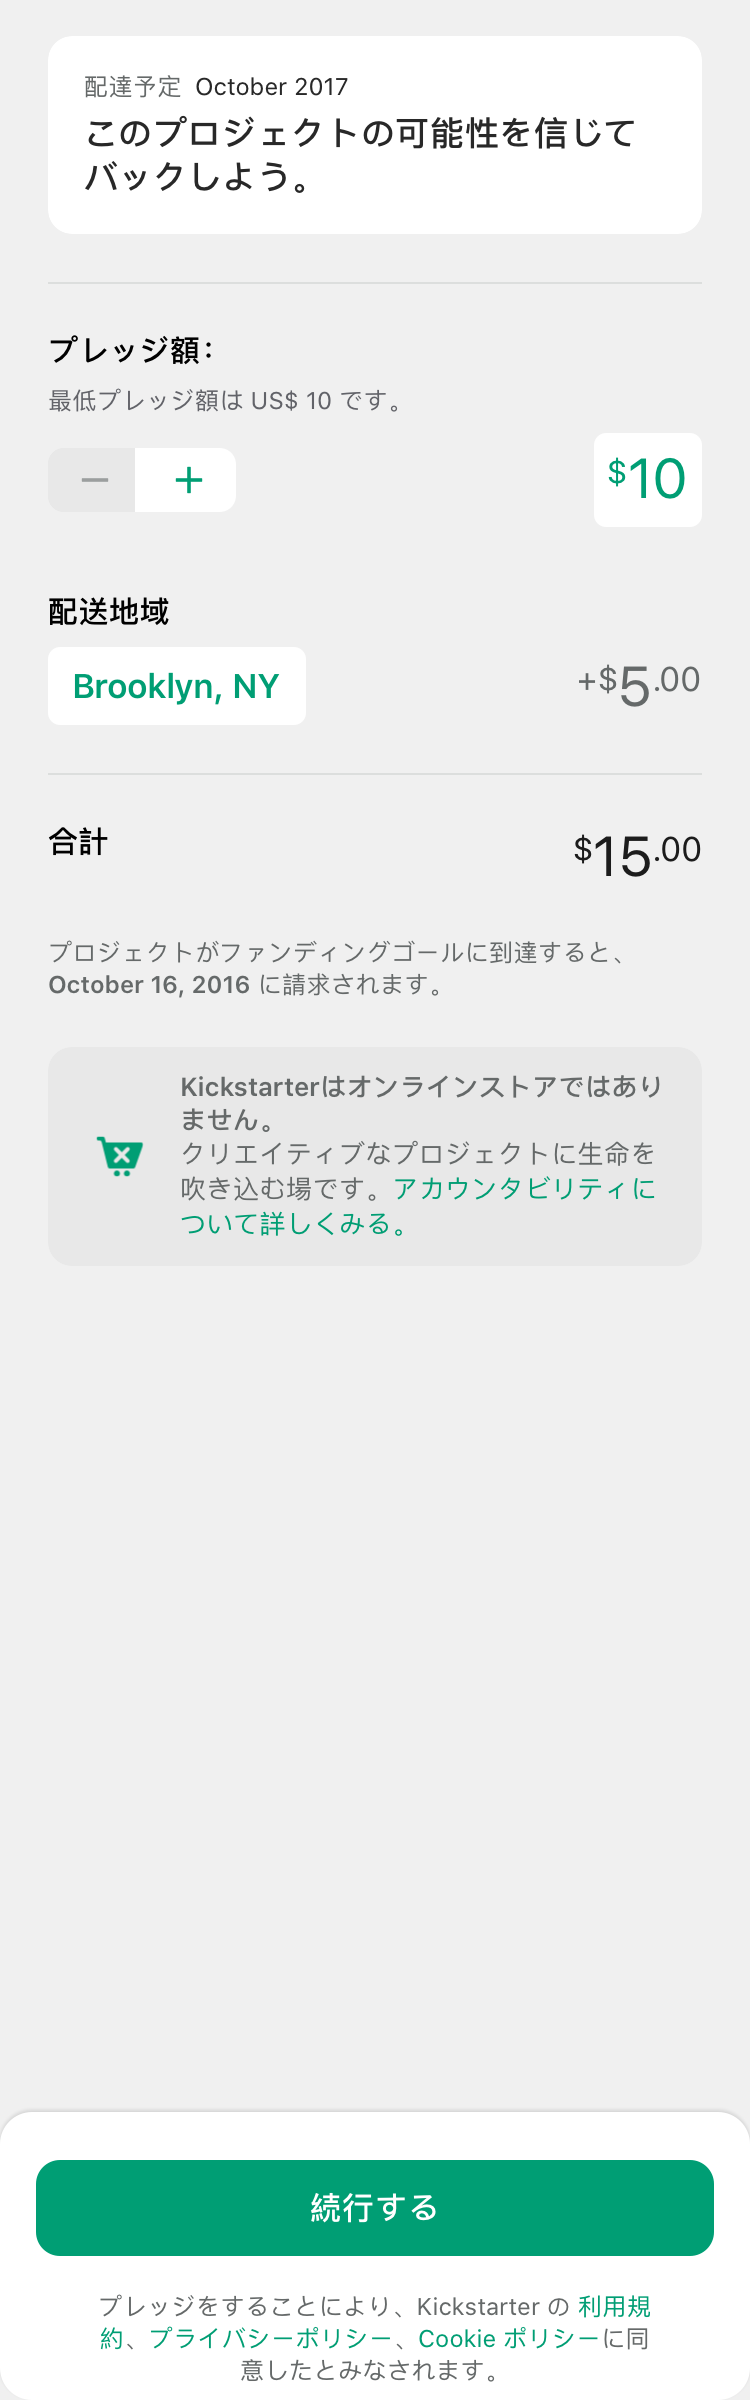 配達予定 October 2017
このプロジェクトの可能性を信じて
バックしよう。
プレッジ額：
最低プレッジ額は US$ 10 です。
− +
$10
配送地域
Brooklyn, NY
+$5.00
合計
$15.00
プロジェクトがファンディングゴールに到達すると、
October 16, 2016 に請求されます。
Kickstarterはオンラインストアではあり
ません。
クリエイティブなプロジェクトに生命を
吹き込む場です。アカウンタビリティに
ついて詳しくみる。
続行する
プレッジをすることにより、Kickstarter の 利用規
約、プライバシーポリシー、Cookie ポリシーに同
意したとみなされます。